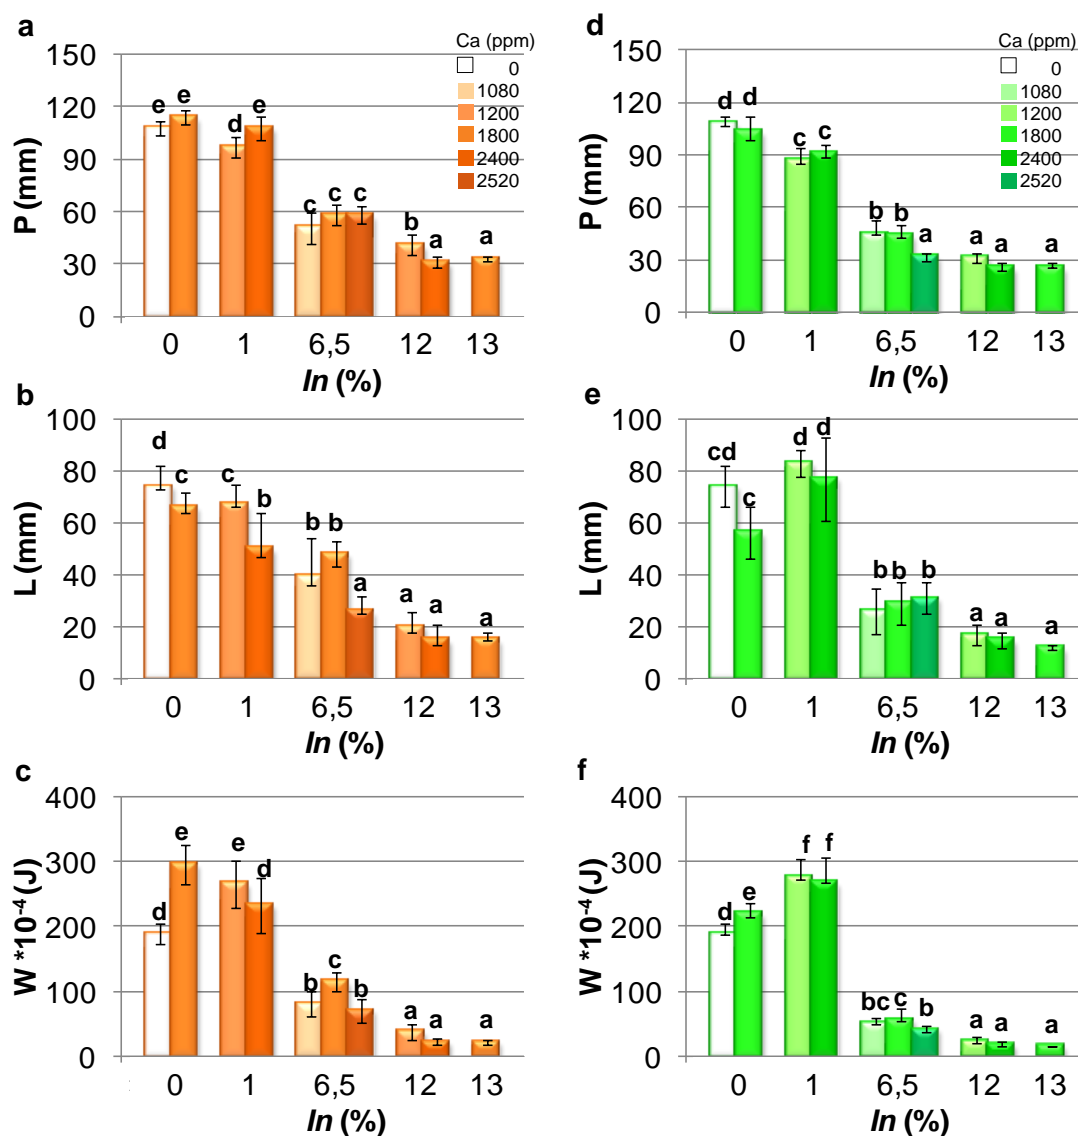 a
Ca (ppm)
0
1080
1200
1800
2400
2520
150
120
90
60
30
0
P (mm)
e e d e c c c b a a
0 1 6,5 12 13
In (%)
b
100
80
60
40
20
0
L (mm)
d c c b b b a a a a
0 1 6,5 12 13
In (%)
c
400
300
200
100
0
W *10-4 (J)
d e e d b c b a a a
0 1 6,5 12 13
In (%)
d
Ca (ppm)
0
1080
1200
1800
2400
2520
150
120
90
60
30
0
P (mm)
d d c c b b a a a a
0 1 6,5 12 13
In (%)
e
100
80
60
40
20
0
L (mm)
cd c d d b b b a a a
0 1 6,5 12 13
In (%)
f
400
300
200
100
0
W *10-4 (J)
d e f f bc c b a a a
0 1 6,5 12 13
In (%)